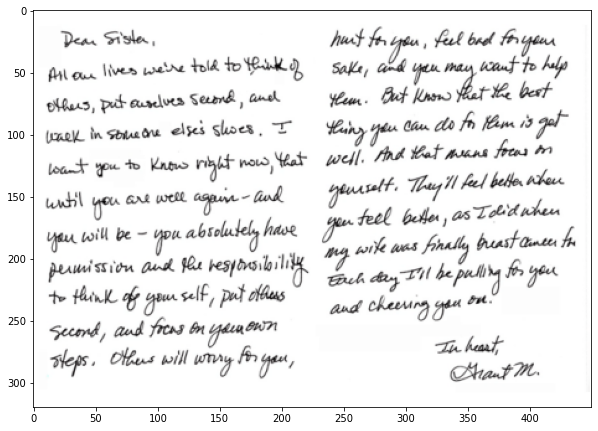 Dear Sister,
All our lives we're told to think of
others, put ourselves second, and
walk in someone else's shoes. I
want you to know right now, that
until you are well again - and
you will be - you absolutely have
permission and the responsibility
to think of yourself, put others
second, and focus on your own
steps. Others will worry for you,
hurt for you, feel bad for your
sake, and you may want to help
them. But know that the best
thing you can do for them is get
well. And that means focus on
yourself. They'll feel better when
you feel better, as I did when
my wife was finally breast cancer
Each day I'll be pulling for you
and cheering you on.
In heart,
Grant M.
0
50
100
150
200
250
300
0 50 100 150 200 250 300 350 400